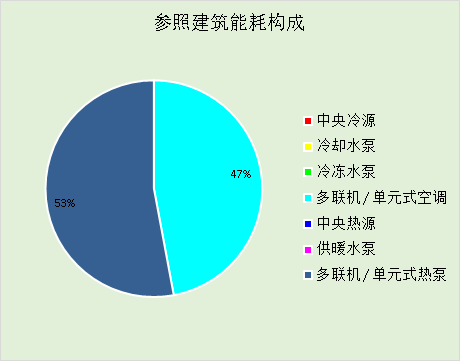 参照建筑能耗构成
中央冷源
冷却水泵
冷冻水泵
47%
多联机/单元式空调
53%
中央热源
供暖水泵
多联机/单元式热泵